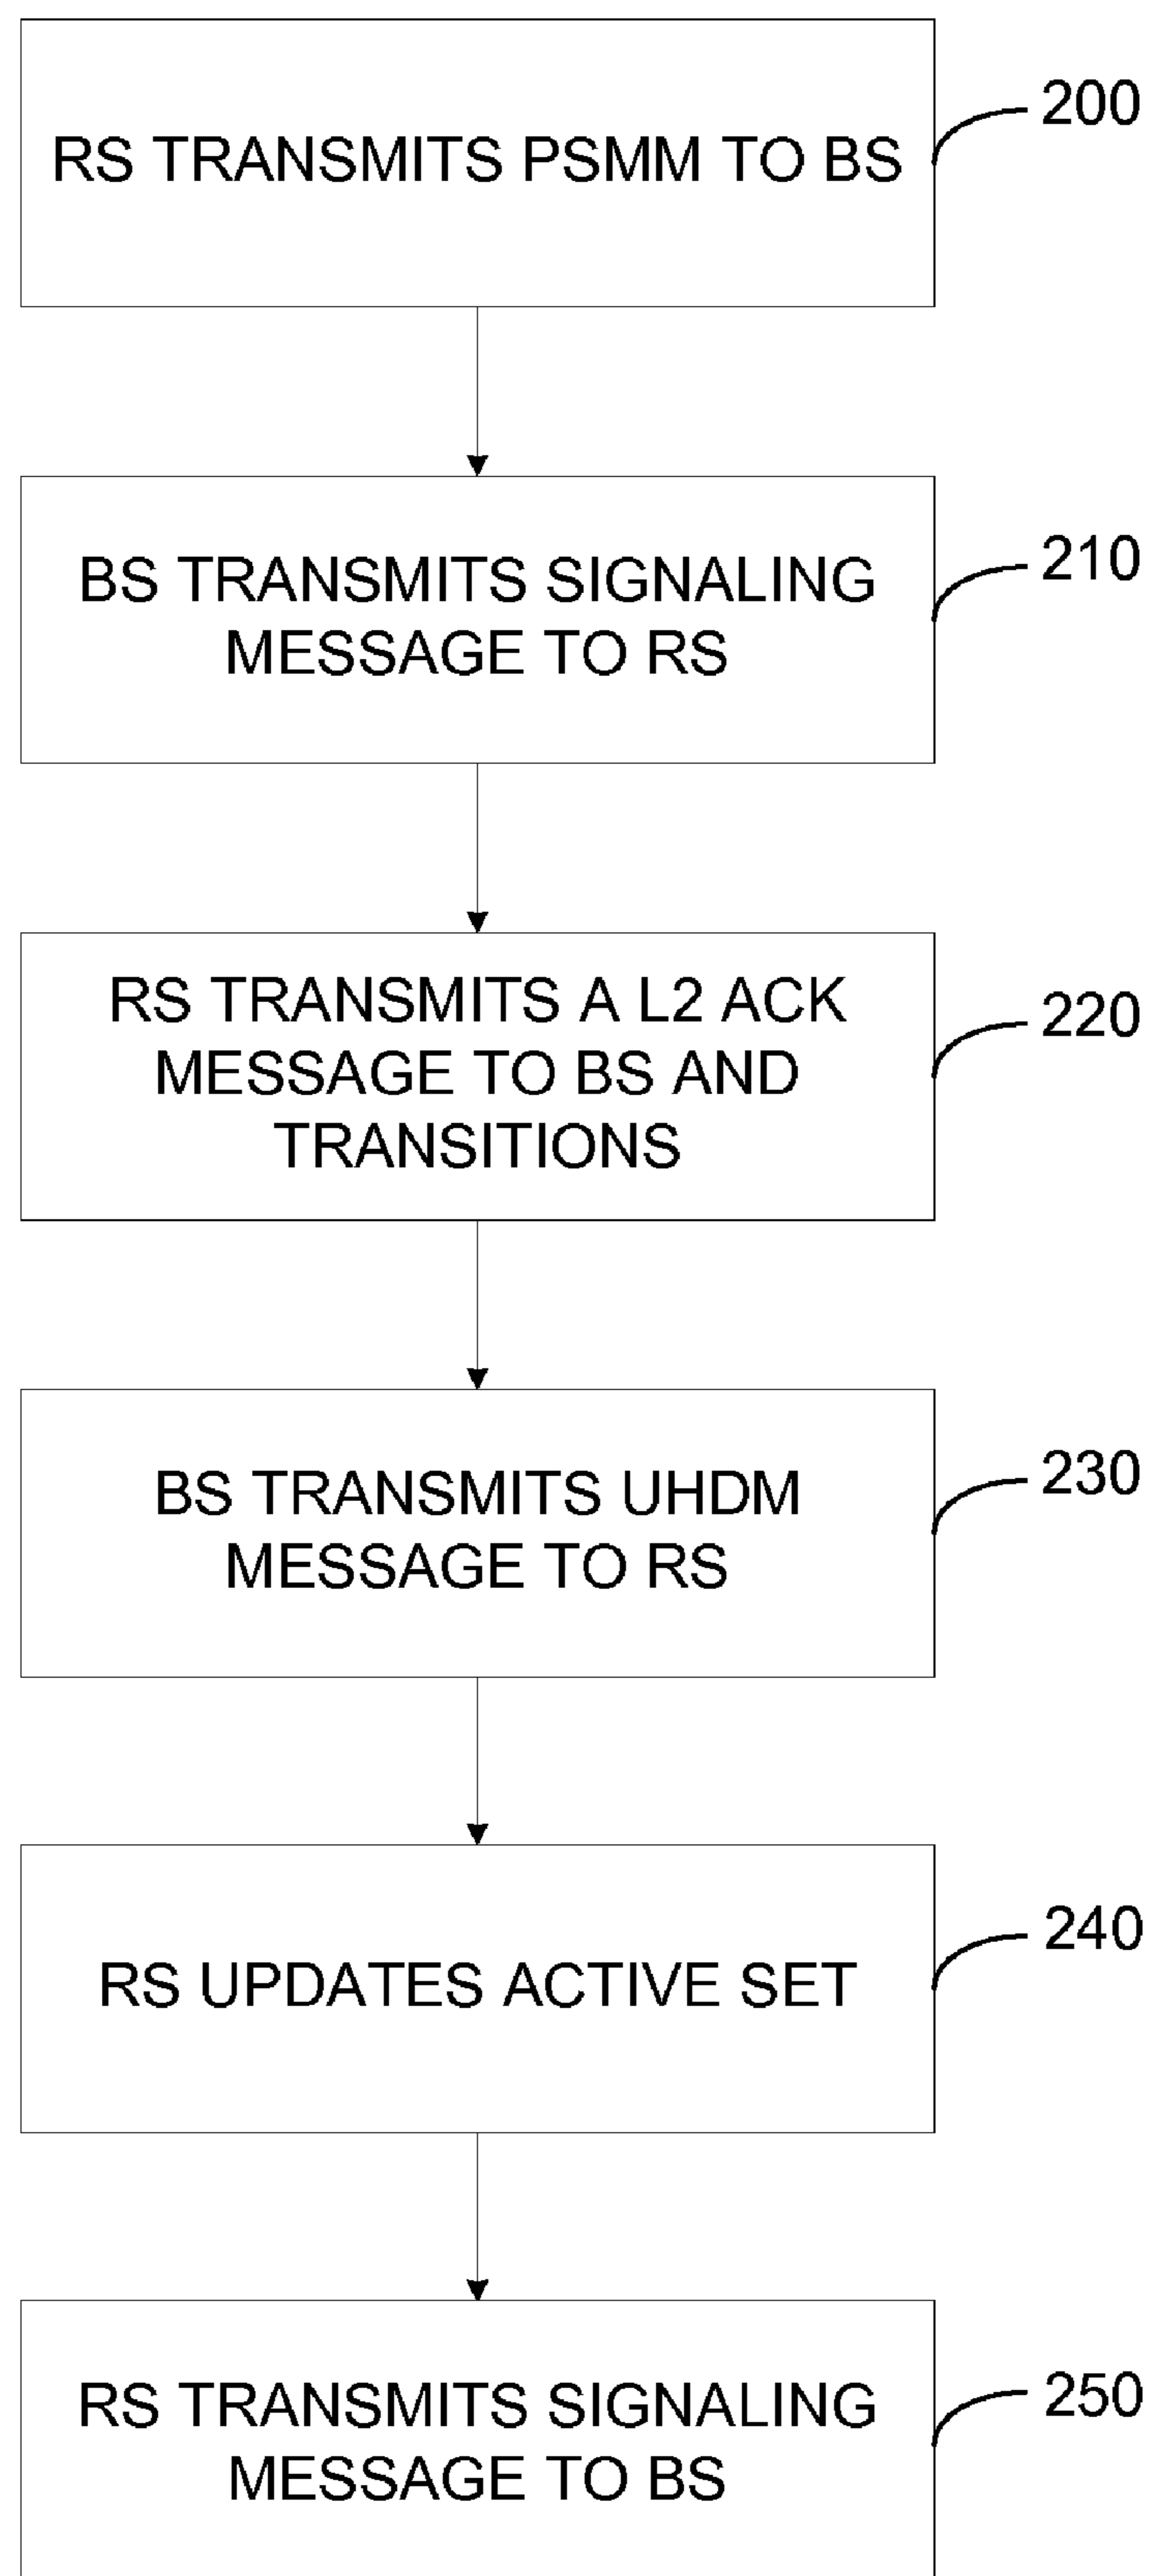 RS TRANSMITS PSMM TO BS
200
BS TRANSMITS SIGNALING
MESSAGE TO RS
210
RS TRANSMITS A L2 ACK
MESSAGE TO BS AND
TRANSITIONS
220
BS TRANSMITS UHDM
MESSAGE TO RS
230
RS UPDATES ACTIVE SET
240
RS TRANSMITS SIGNALING
MESSAGE TO BS
250